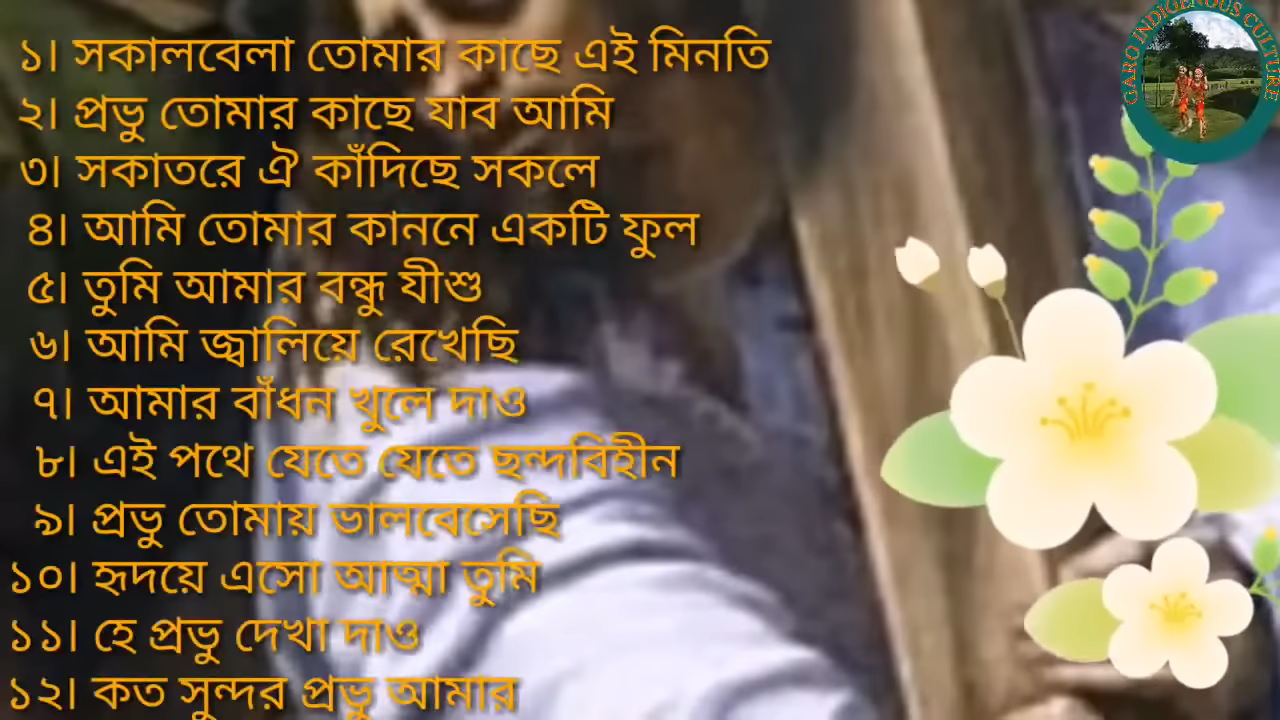 GARO INDIGENOUS CULTURE
১। সকালবেলা তোমার কাছে এই মিনতি
২। প্রভু তোমার কাছে যাব আমি
৩। সকাতরে ঐ কাঁদিছে সকলে
৪। আমি তোমার কাননে একটি ফুল
৫। তুমি আমার বন্ধু যীশু
৬। আমি জ্বালিয়ে রেখেছি
৭। আমার বাঁধন খুলে দাও
৮। এই পথে যেতে যেতে ছন্দবিহীন
৯। প্রভু তোমায় ভালবেসেছি
১০। হৃদয়ে এসো আত্মা তুমি
১১। হে প্রভু দেখা দাও
১২। কত সুন্দর প্রভু আমার